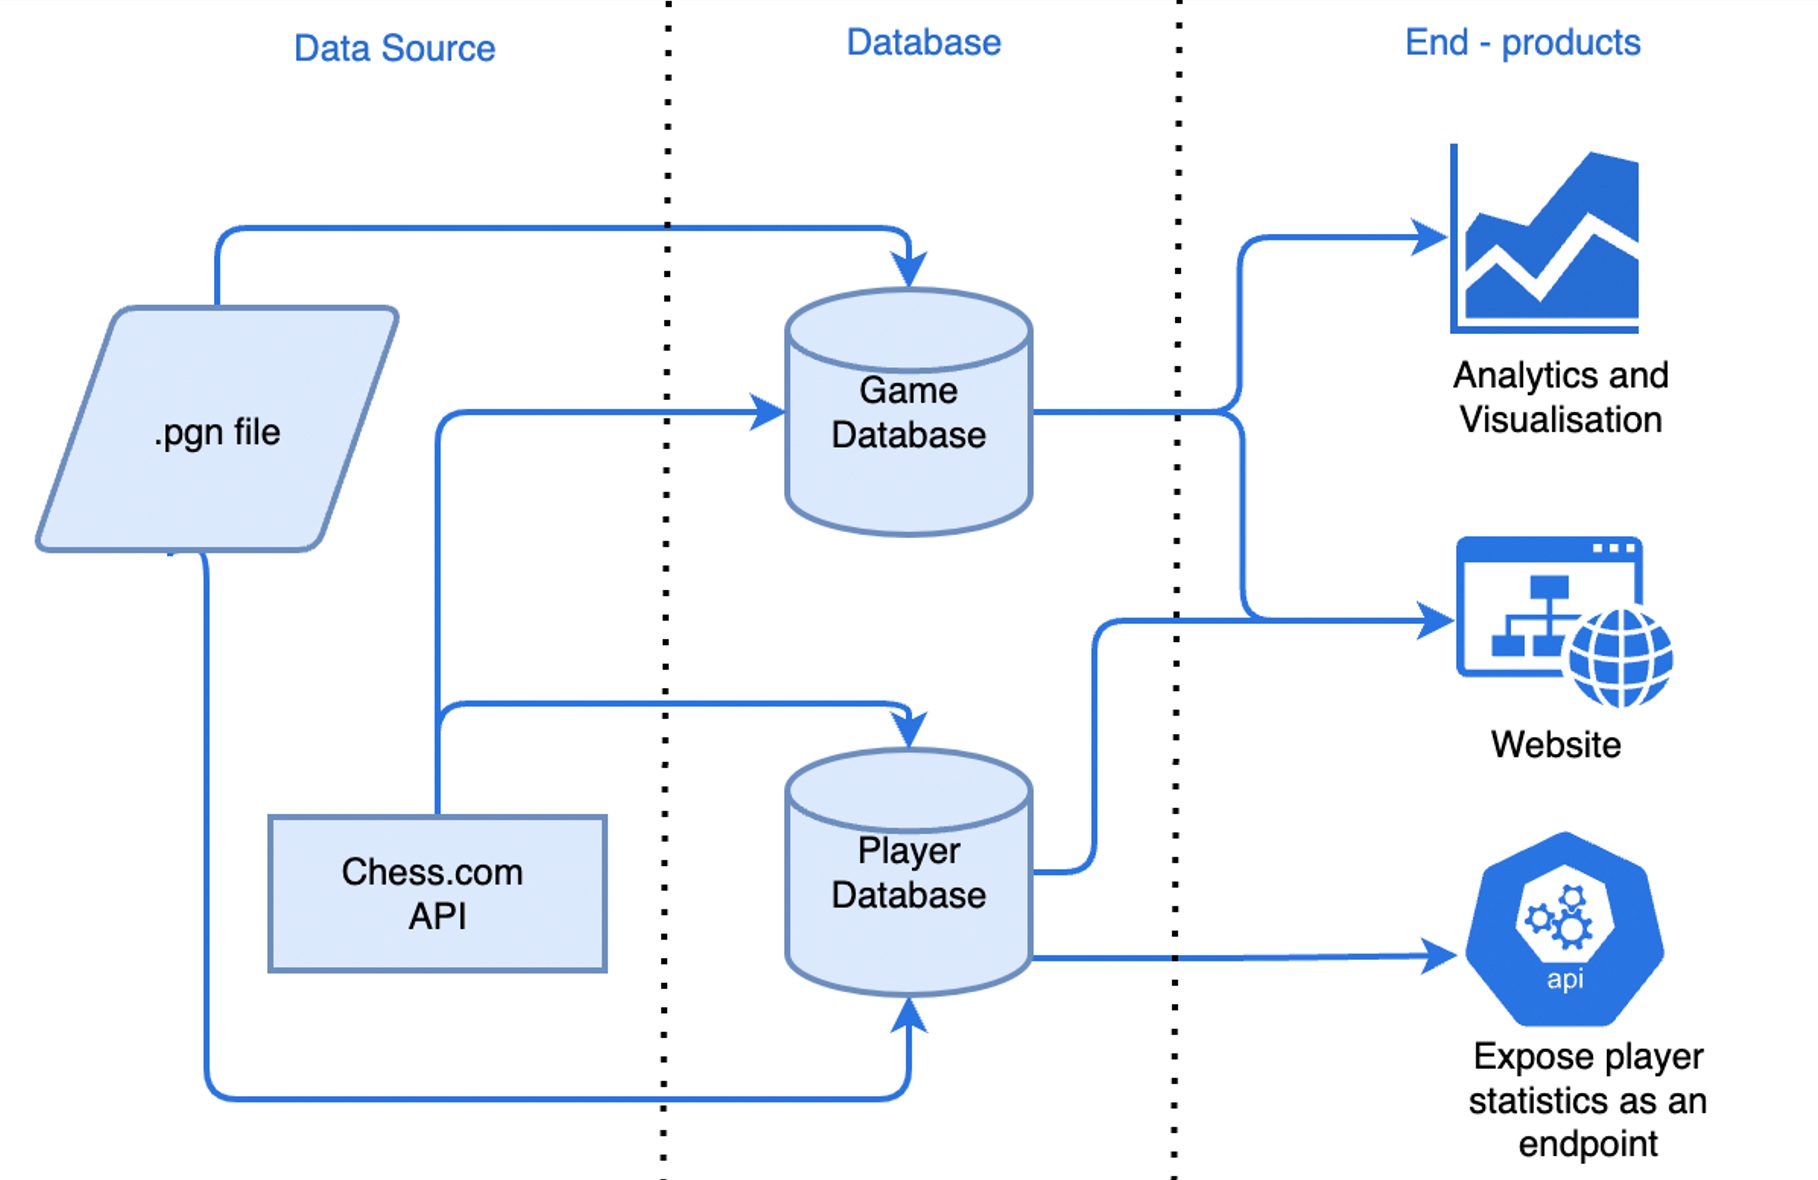 Data Source
Database
End - products
.pgn file
Game
Database
Analytics and
Visualisation
Website
Chess.com
API
Player
Database
api
Expose player
statistics as an
endpoint